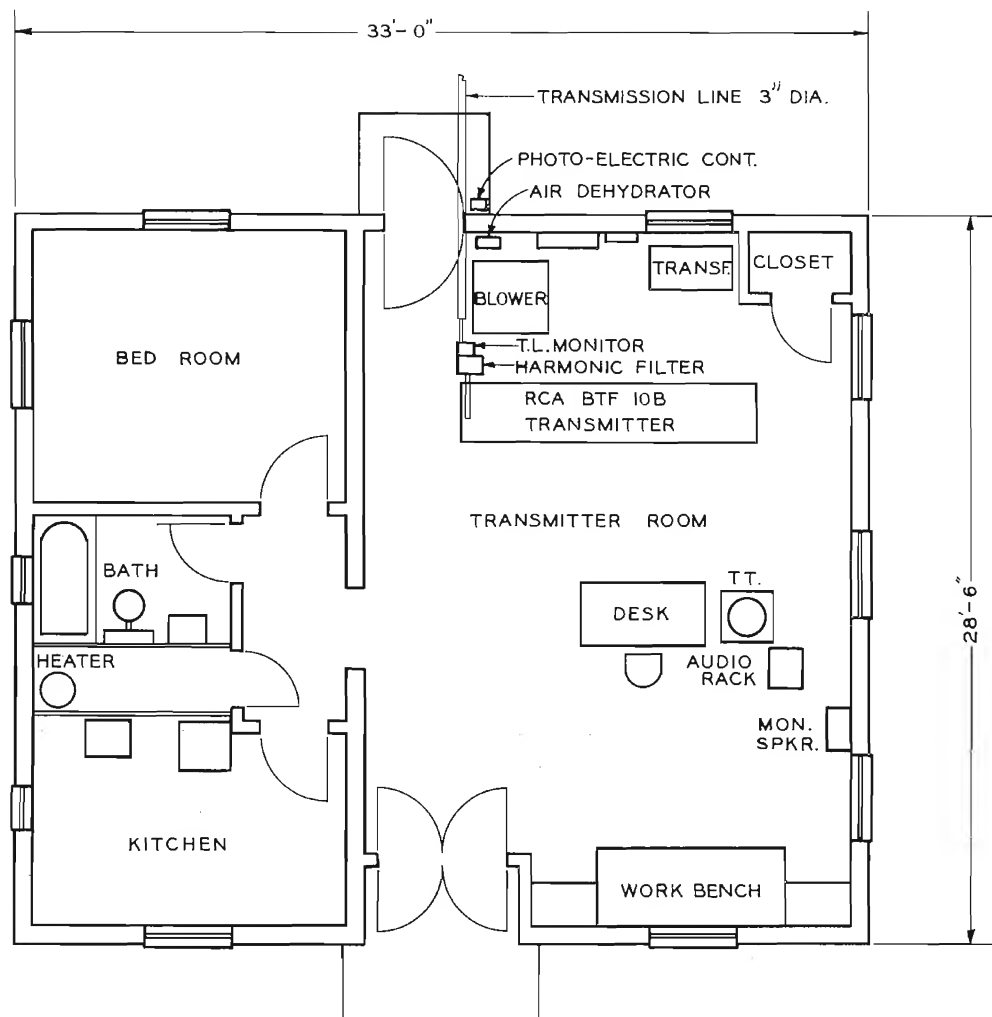 33'-0"
TRANSMISSION LINE 3" DIA.
PHOTO-ELECTRIC CONT.
AIR DEHYDRATOR
TRANSF.
CLOSET
BLOWER
T.L. MONITOR
HARMONIC FILTER
BED ROOM
RCA BTF 10B
TRANSMITTER
TRANSMITTER ROOM
BATH
TT.
DESK
28'-6"
HEATER
AUDIO
RACK
MON.
SPKR.
KITCHEN
WORK BENCH